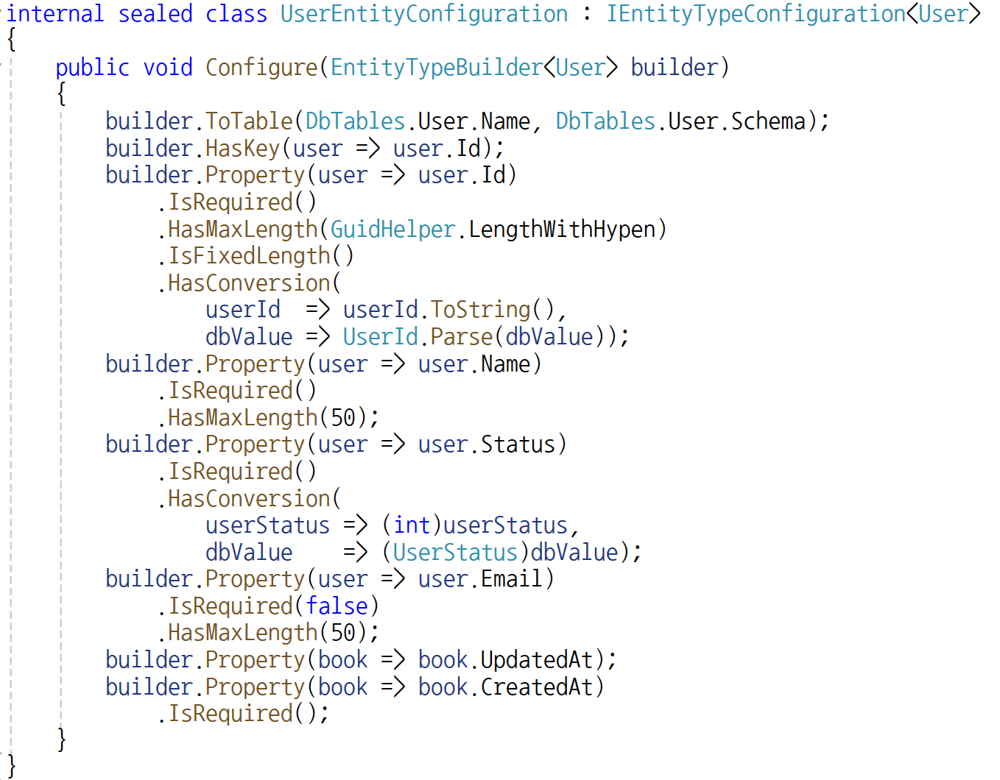 internal sealed class UserEntityConfiguration : IEntityTypeConfiguration<User>
{
    public void Configure(EntityTypeBuilder<User> builder)
    {
        builder.ToTable(DbTables.User.Name, DbTables.User.Schema);
        builder.HasKey(user => user.Id);
        builder.Property(user => user.Id)
            .IsRequired()
            .HasMaxLength(GuidHelper.LengthWithHypen)
            .IsFixedLength()
            .HasConversion(
                userId  => userId.ToString(),
                dbValue => UserId.Parse(dbValue));
        builder.Property(user => user.Name)
            .IsRequired()
            .HasMaxLength(50);
        builder.Property(user => user.Status)
            .IsRequired()
            .HasConversion(
                userStatus => (int)userStatus,
                dbValue    => (UserStatus)dbValue);
        builder.Property(user => user.Email)
            .IsRequired(false)
            .HasMaxLength(50);
        builder.Property(book => book.UpdatedAt);
        builder.Property(book => book.CreatedAt)
            .IsRequired();
    }
}